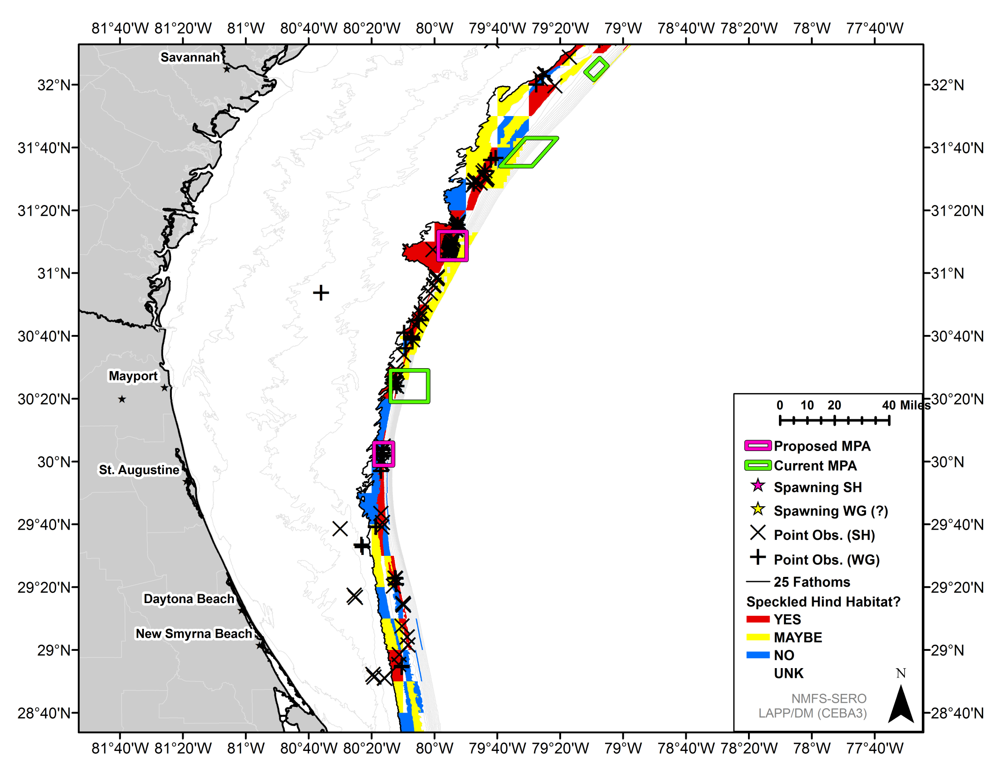 81°40'W 81°20'W 81°W 80°40'W 80°20'W 80°W 79°40'W 79°20'W 79°W 78°40'W 78°20'W 78°W 77°40'W
Savannah
32°N 32°N
31°40'N 31°40'N
31°20'N 31°20'N
31°N 31°N
30°40'N 30°40'N
Mayport
30°20'N 30°20'N
0 10 20 40 Miles
Proposed MPA
30°N 30°N
Current MPA
St. Augustine
Spawning SH
Spawning WG (?)
29°40'N 29°40'N
Point Obs. (SH)
Point Obs. (WG)
29°20'N 29°20'N
25 Fathoms
Daytona Beach
Speckled Hind Habitat?
YES
New Smyrna Beach
MAYBE
29°N 29°N
NO
UNK
N
NMFS-SERO
LAPP/DM (CEBA3)
28°40'N 28°40'N
81°40'W 81°20'W 81°W 80°40'W 80°20'W 80°W 79°40'W 79°20'W 79°W 78°40'W 78°20'W 78°W 77°40'W